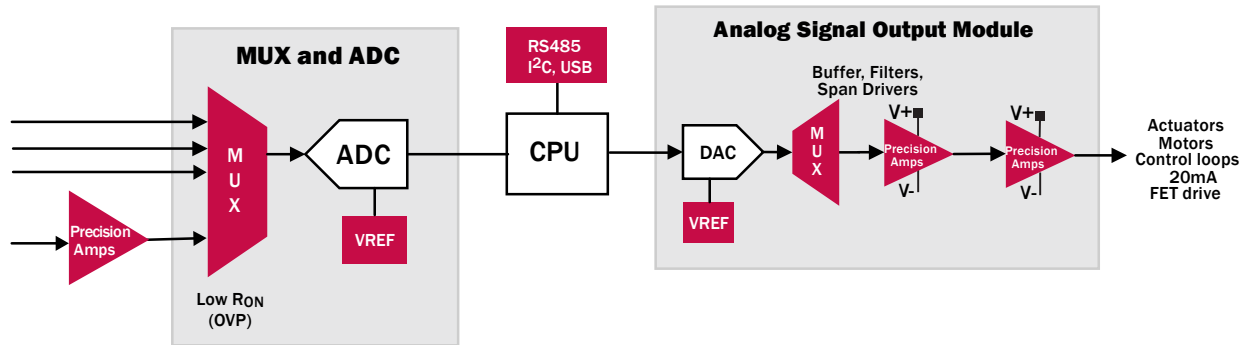 MUX and ADC
Precision
Amps
M
U
X
Low RON
(OVP)
ADC
VREF
RS485
I2C, USB
CPU
Analog Signal Output Module
Buffer, Filters,
Span Drivers
DAC
VREF
M
U
X
V+
Precision
Amps
V-
V+
Precision
Amps
V-
Actuators
Motors
Control loops
20mA
FET drive